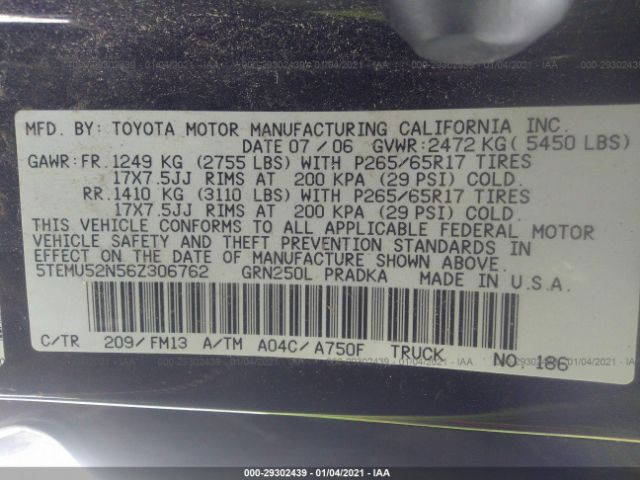 MFD. BY: TOYOTA MOTOR MANUFACTURING CALIFORNIA INC.
DATE 07/06 GVWR: 2472 KG( 5450 LBS)
GAWR: FR. 1249 KG (2755 LBS) WITH P265/65R17 TIRES
17X7.5JJ RIMS AT 200 KPA (29 PSI) COLD.
RR. 1410 KG (3110 LBS) WITH P265/65R17 TIRES
17X7.5JJ RIMS AT 200 KPA (29 PSI) COLD.
THIS VEHICLE CONFORMS TO ALL APPLICABLE FEDERAL MOTOR
VEHICLE SAFETY AND THEFT PREVENTION STANDARDS IN
EFFECT ON THE DATE OF MANUFACTURE SHOWN ABOVE.
5TEMU52N56Z306762 GRN250L PRADKA MADE IN U.S.A.
C/TR 209/FM13 A/TM A04C/A750F TRUCK NO. 186
000-29302439 - 01/04/2021 - IAA